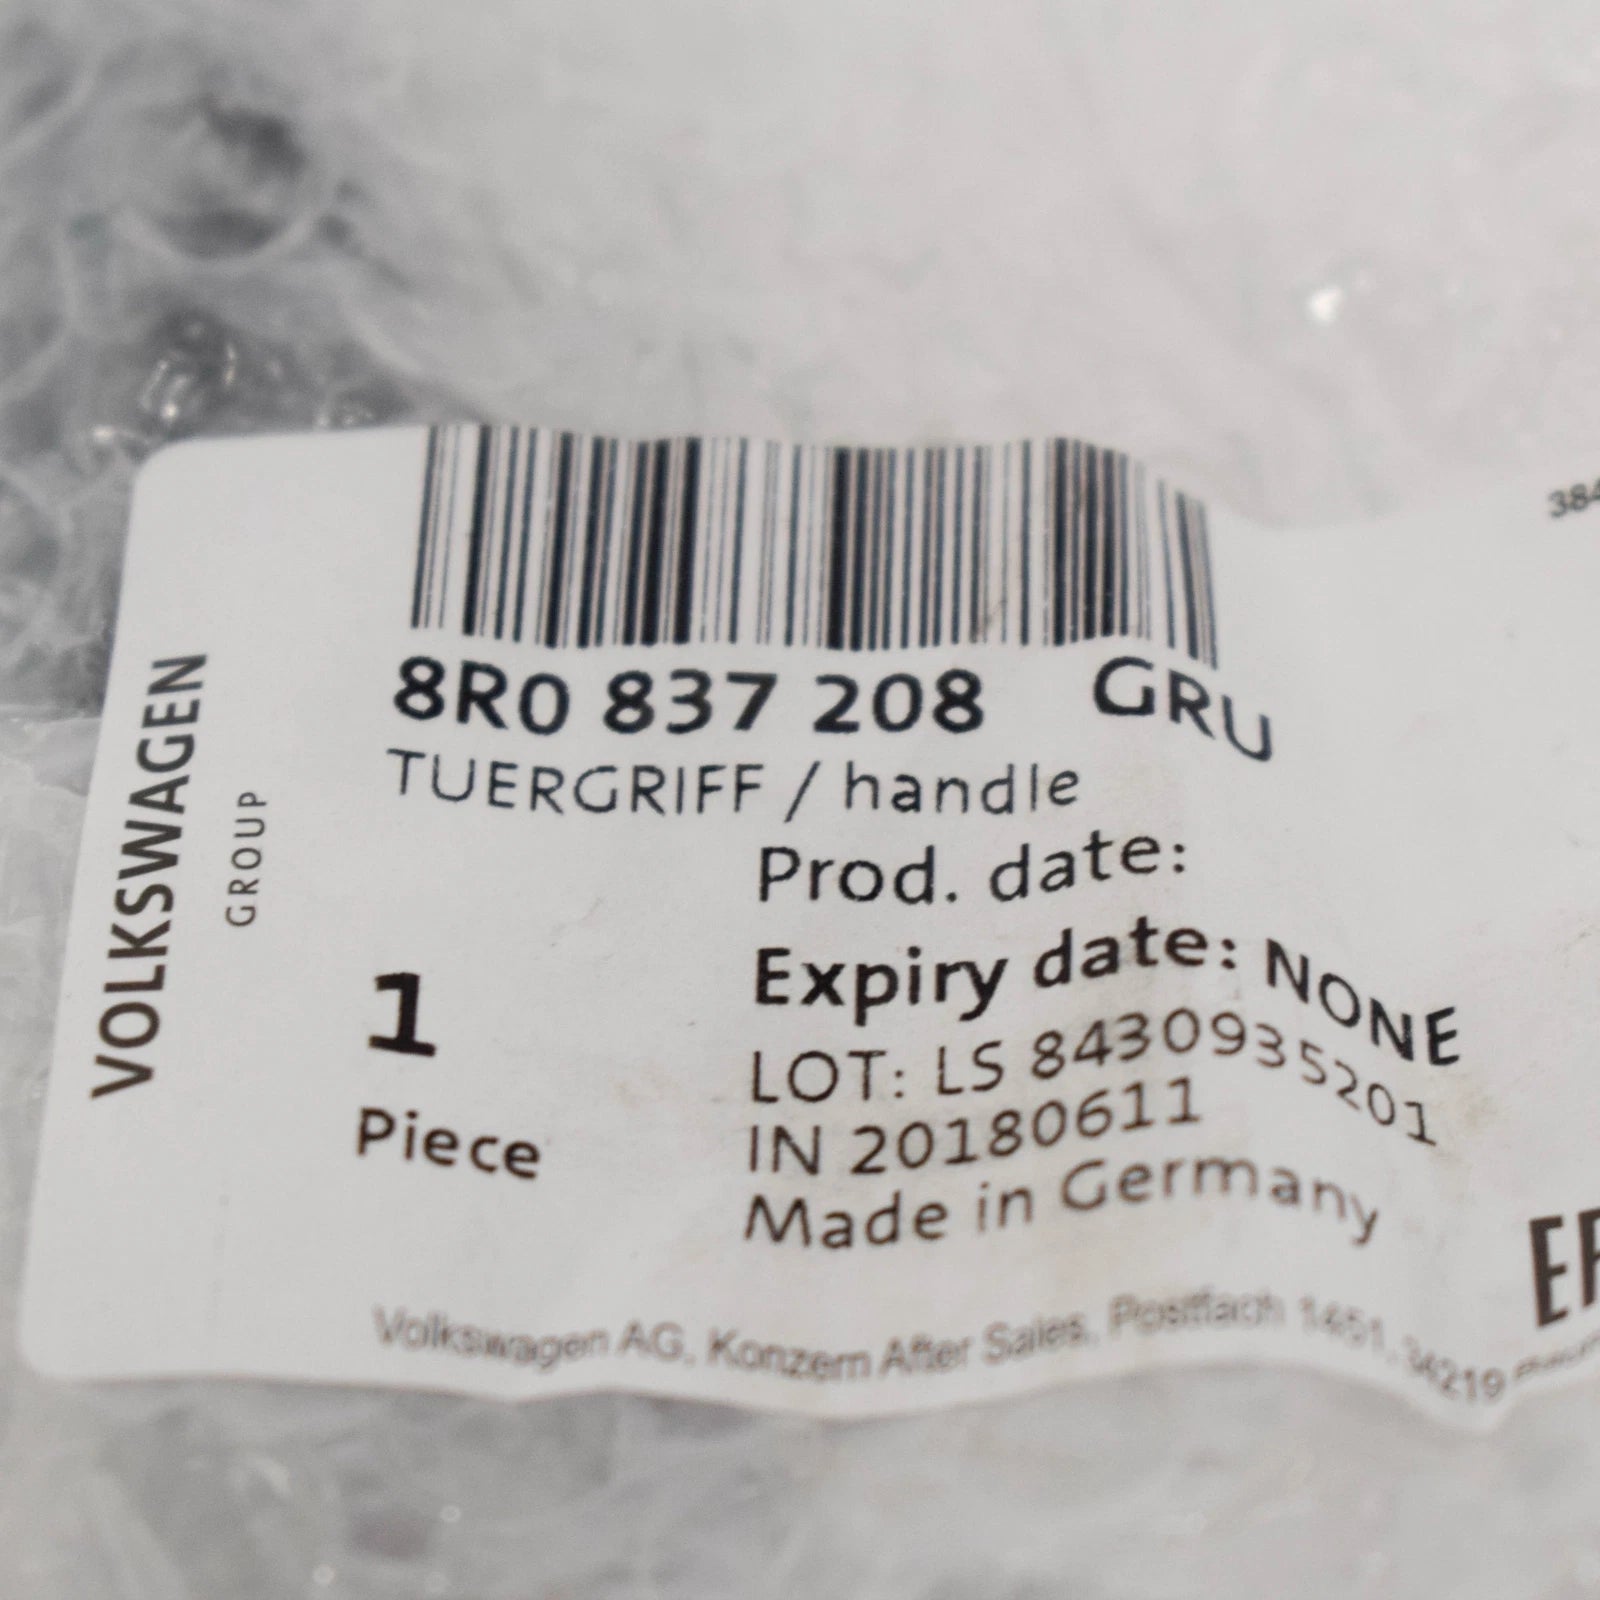 384
8R0 837 208 GRU
TUERGRIFF / handle
Prod. date:
Expiry date: NONE
1
Piece
LOT: LS 8430935201
IN 20180611
Made in Germany
VOLKSWAGEN
GROUP
Volkswagen AG, Konzern After Sales, Postfach 1451, 34219